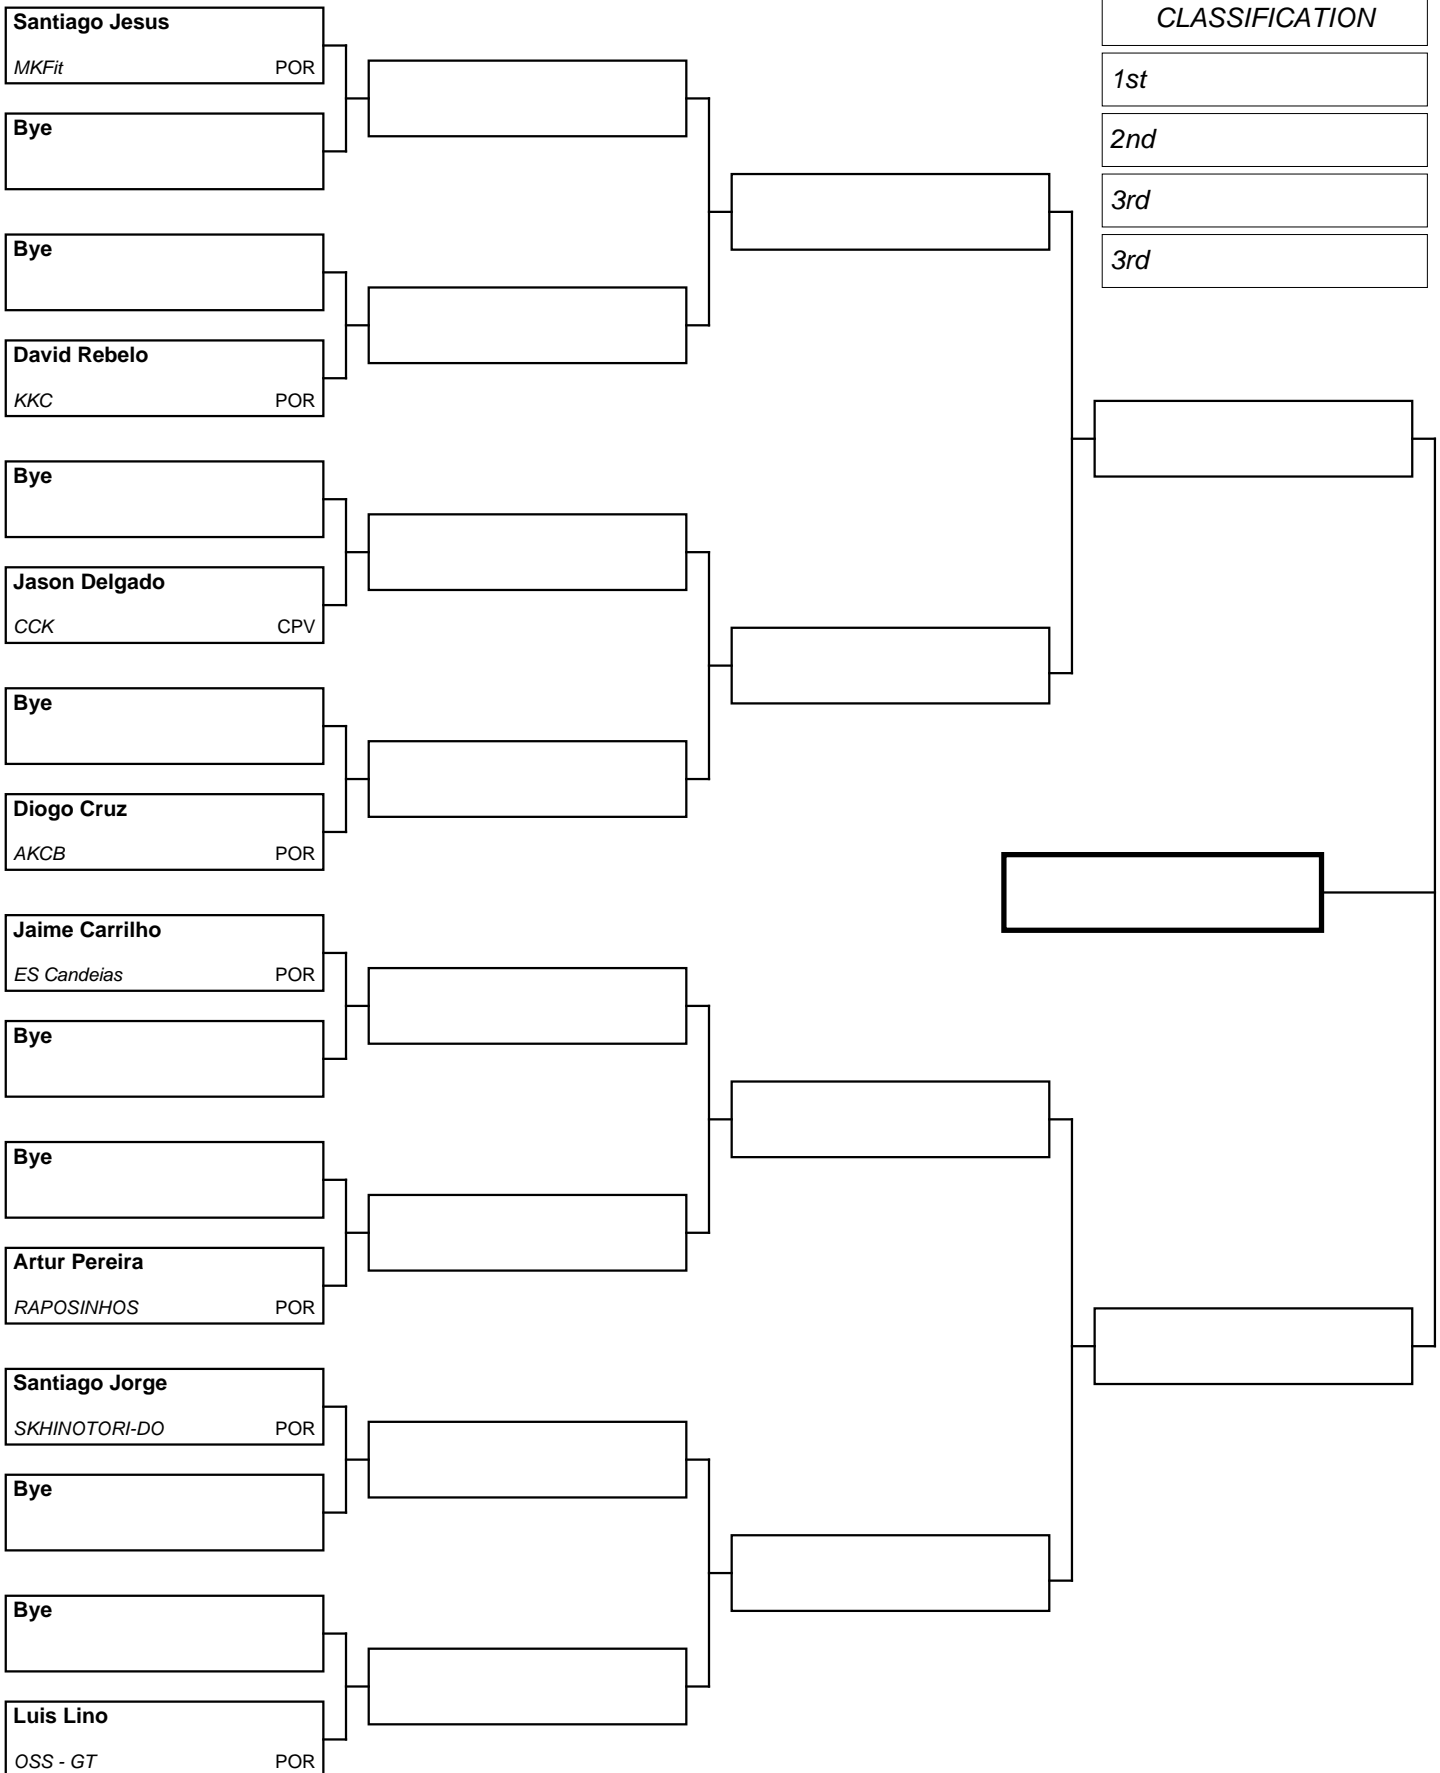 Santiago Jesus
MKFit POR
Bye
Bye
David Rebelo
KKC POR
Bye
Jason Delgado
CCK CPV
Bye
Diogo Cruz
AKCB POR
Jaime Carrilho
ES Candeias POR
Bye
Bye
Artur Pereira
RAPOSINHOS POR
Santiago Jorge
SKHINOTORI-DO POR
Bye
Bye
Luis Lino
OSS - GT POR
CLASSIFICATION
1st
2nd
3rd
3rd